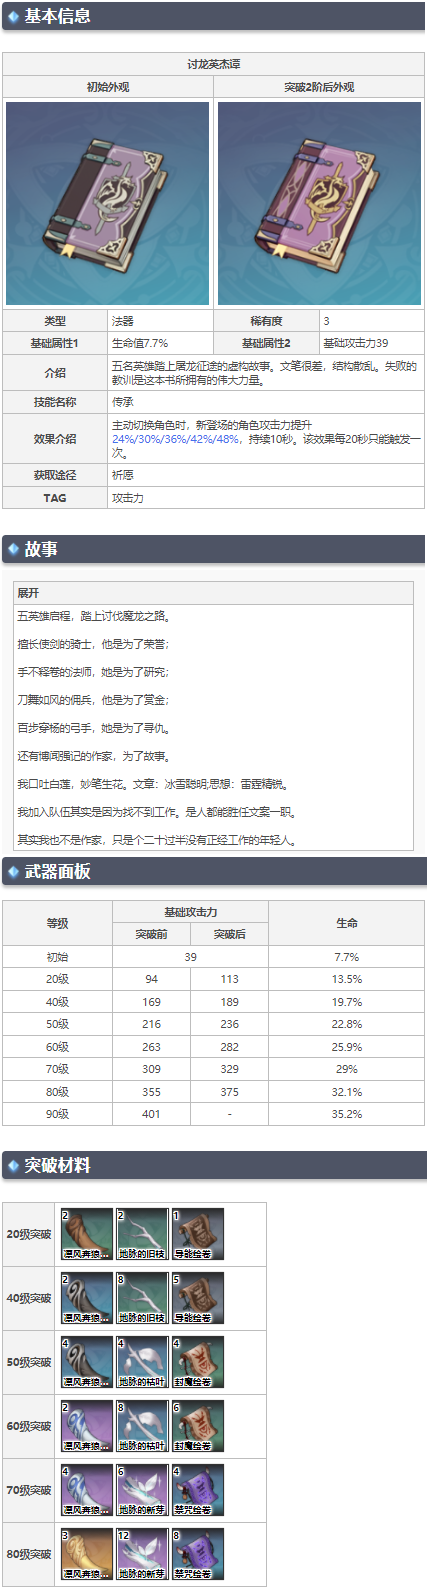 基本信息
讨龙英杰谭
初始外观 突破2阶后外观
类型 法器 稀有度 3
基础属性1 生命值7.7% 基础属性2 基础攻击力39
介绍 五名英雄踏上屠龙征途的虚构故事。文笔很差，结构散乱。失败的
教训是这本书所拥有的伟大力量。
技能名称 传承
效果介绍 主动切换角色时，新登场的角色攻击力提升
24%/30%/36%/42%/48%，持续10秒。该效果每20秒只能触发一
次。
获取途径 祈愿
TAG 攻击力
故事
展开
五英雄启程，踏上讨伐魔龙之路。
擅长使剑的骑士，他是为了荣誉；
手不释卷的法师，她是为了研究；
刀舞如风的佣兵，他是为了赏金；
百步穿杨的弓手，她是为了寻仇。
还有博闻强记的作家，为了故事。
我口吐白莲，妙笔生花。文章：冰雪聪明;思想：雷霆精锐。
我加入队伍其实是因为找不到工作。是人都能胜任文案一职。
其实我也不是作家，只是个二十过半没有正经工作的年轻人。
武器面板
等级 基础攻击力 生命
突破前 突破后
初始 39 7.7%
20级 94 113 13.5%
40级 169 189 19.7%
50级 216 236 22.8%
60级 263 282 25.9%
70级 309 329 29%
80级 355 375 32.1%
90级 401 - 35.2%
突破材料
2 2 1
20级突破 凛风奔狼... 地脉的旧枝 导能绘卷
2 8 5
40级突破 凛风奔狼... 地脉的旧枝 导能绘卷
4 4 4
50级突破 凛风奔狼... 地脉的枯叶 封魔绘卷
2 8 6
60级突破 凛风奔狼... 地脉的枯叶 封魔绘卷
4 6 4
70级突破 凛风奔狼... 地脉的新芽 禁咒绘卷
3 12 8
80级突破 凛风奔狼... 地脉的新芽 禁咒绘卷